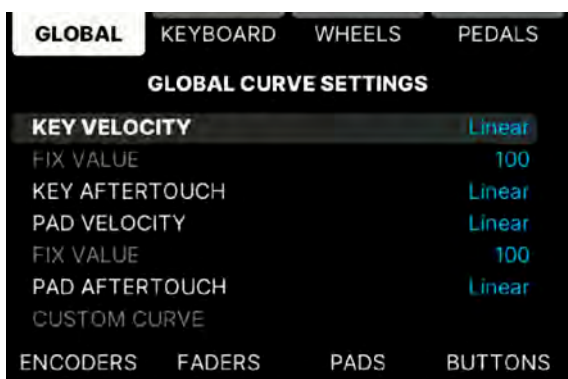 GLOBAL KEYBOARD WHEELS PEDALS
GLOBAL CURVE SETTINGS
KEY VELOCITY Linear
FIX VALUE 100
KEY AFTERTOUCH Linear
PAD VELOCITY Linear
FIX VALUE 100
PAD AFTERTOUCH Linear
CUSTOM CURVE
ENCODERS FADERS PADS BUTTONS